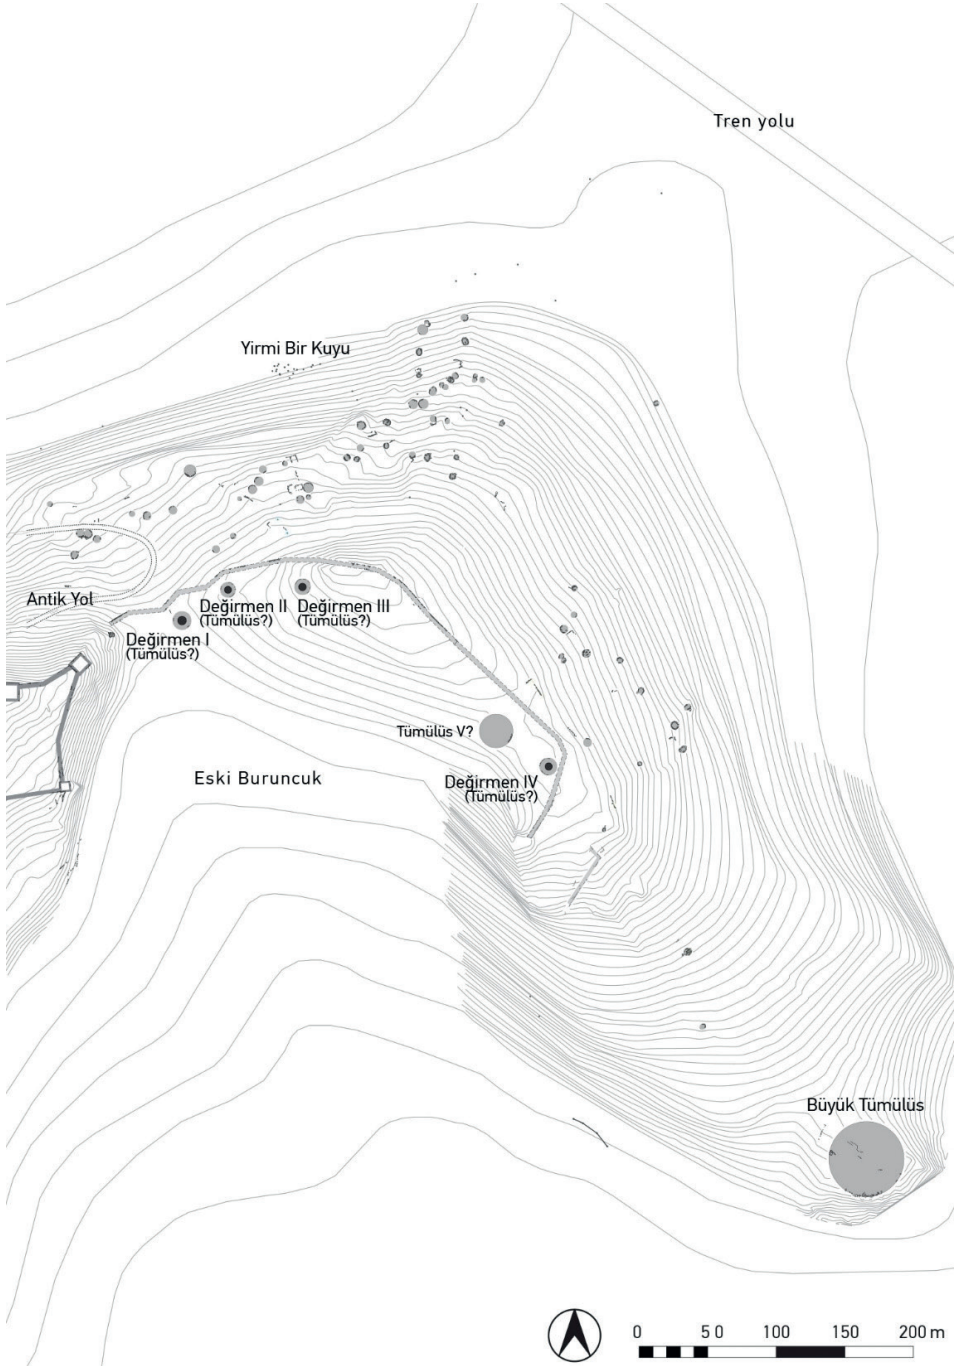 Tren yolu
Yirmi Bir Kuyu
Antik Yol
Değirmen II
(Tümülüs?)
Değirmen III
(Tümülüs?)
Değirmen I
(Tümülüs?)
Tümülüs V?
Eski Buruncuk
Değirmen IV
(Tümülüs?)
Büyük Tümülüs
0 50 100 150 200 m